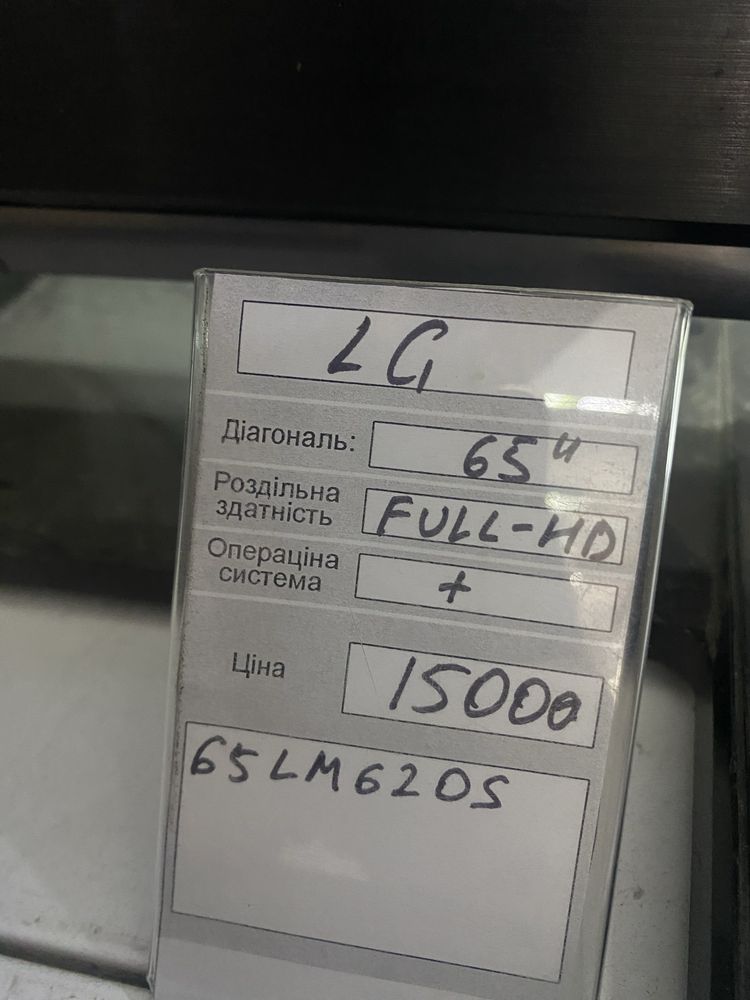 LG
Діагональ: 65"
Роздільна
здатність FULL-HD
Операціна
система +
Ціна 15000
65LM620S